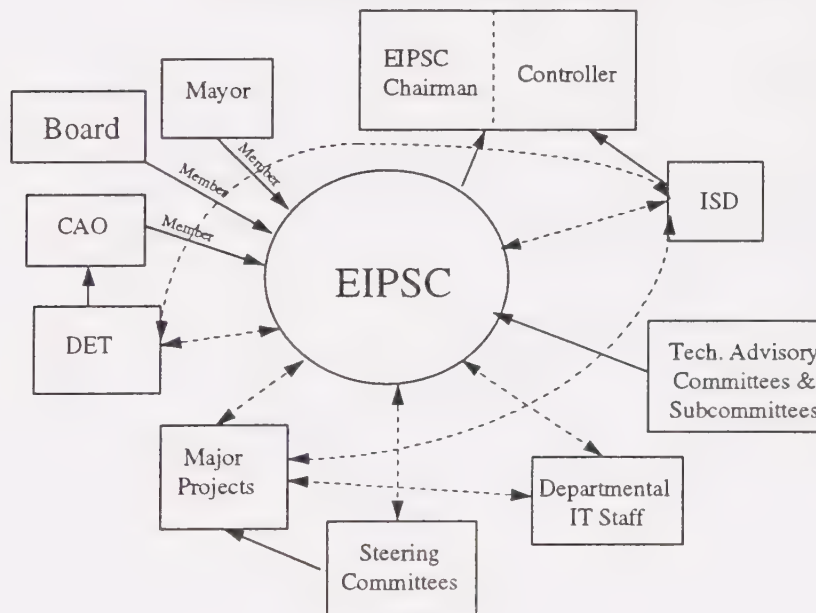 EIPSC
Chairman
Controller
Mayor
Board
Member
Member
CAO
Member
ISD
EIPSC
DET
Tech. Advisory
Committees &
Subcommittees
Major
Projects
Departmental
IT Staff
Steering
Committees